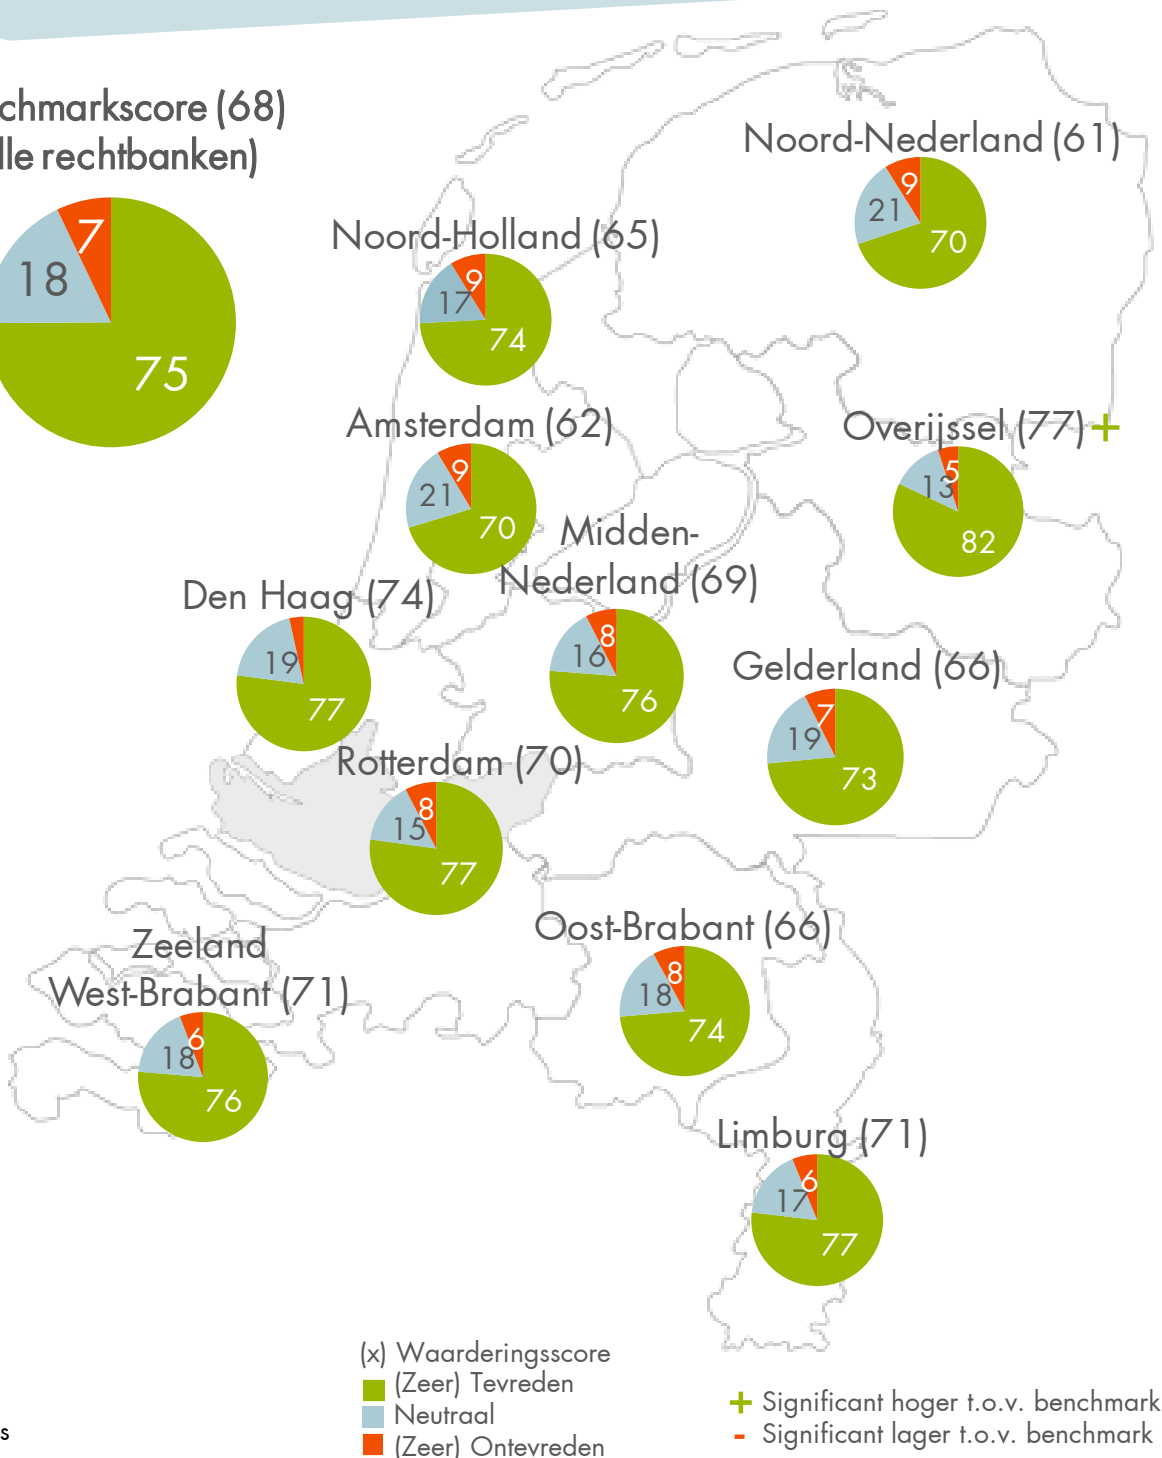 chmarkscore (68)
lle rechtbanken)
7
18
75
Noord-Nederland (61)
9
21
70
Noord-Holland (65)
9
17
74
Amsterdam (62)
9
21
70
Overijssel (77) +
5
13
82
Midden-
Nederland (69)
8
16
76
Den Haag (74)
19
77
Gelderland (66)
7
19
73
Rotterdam (70)
8
15
77
Oost-Brabant (66)
8
18
74
Zeeland
West-Brabant (71)
6
18
76
Limburg (71)
6
17
77
(x) Waarderingsscore
(Zeer) Tevreden
Neutraal
(Zeer) Ontevreden
+ Significant hoger t.o.v. benchmark
- Significant lager t.o.v. benchmark
s